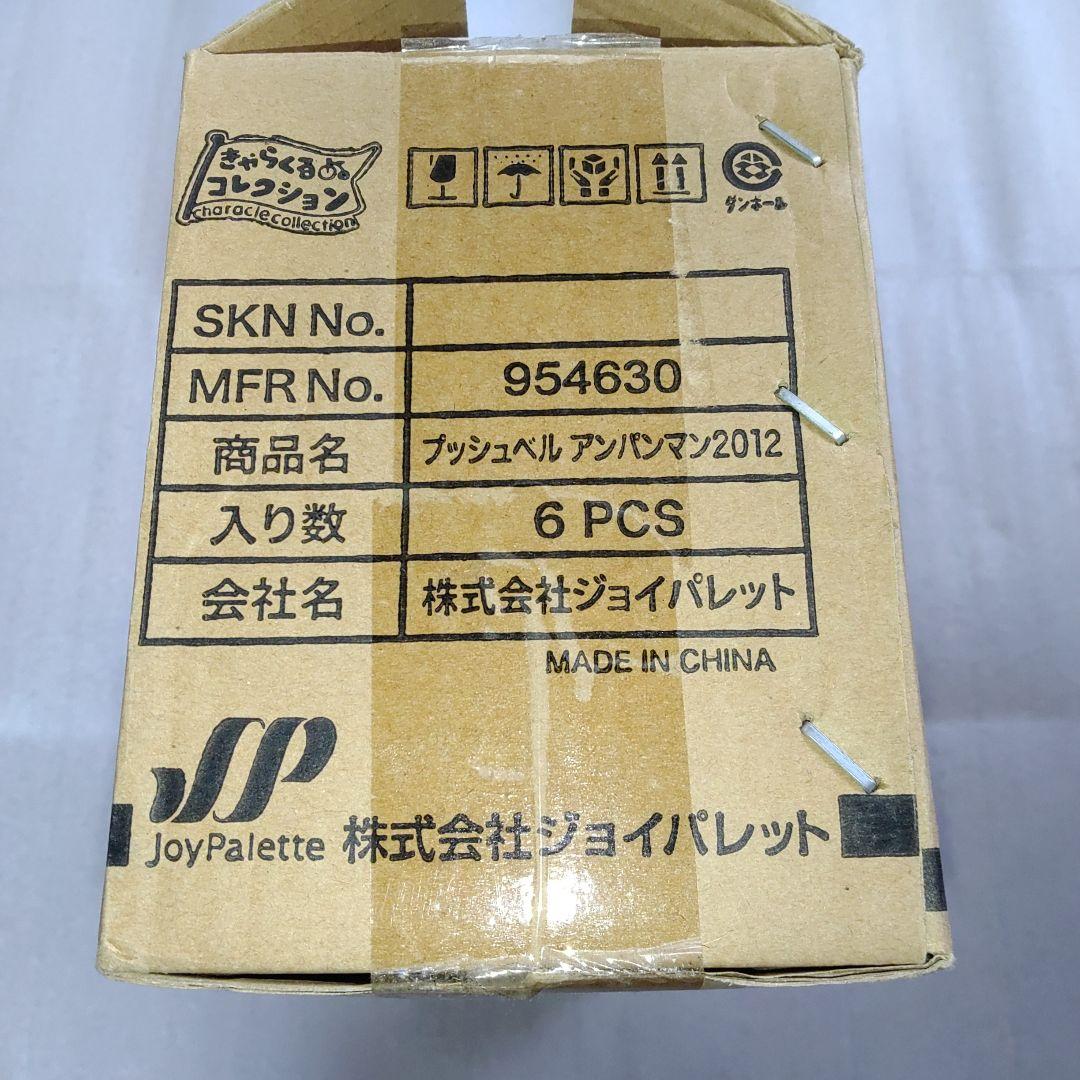 きゃらくる
コレクション
characle collection
ダンボール
SKN No.
MFR No. 954630
商品名 プッシュベル アンパンマン2012
入り数 6 PCS
会社名 株式会社ジョイパレット
MADE IN CHINA
JP
JoyPalette 株式会社ジョイパレット